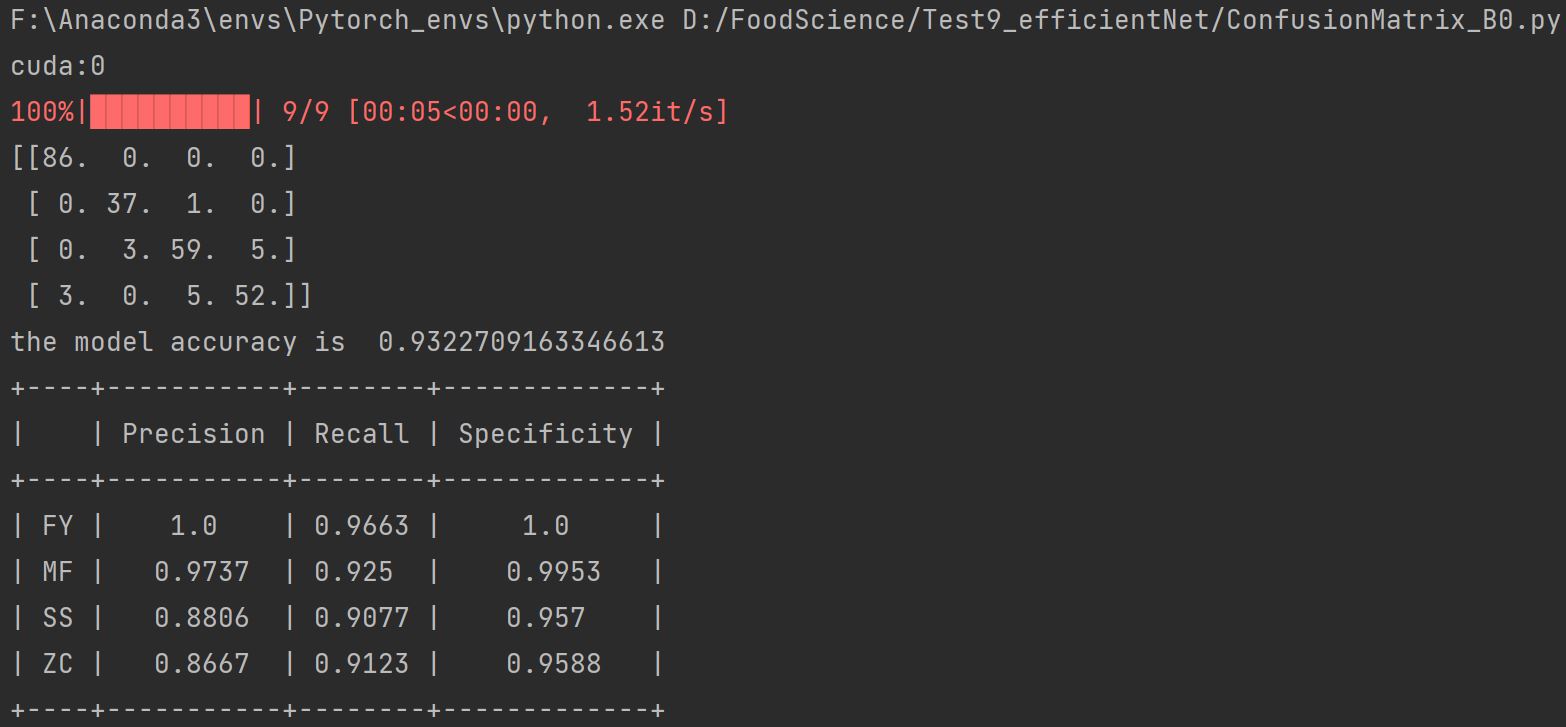 F:\Anaconda3\envs\Pytorch_envs\python.exe D:/FoodScience/Test9_efficientNet/ConfusionMatrix_B0.py
cuda:0
100%|██████████| 9/9 [00:05<00:00,  1.52it/s]
[[86.  0.  0.  0.]
 [ 0. 37.  1.  0.]
 [ 0.  3. 59.  5.]
 [ 3.  0.  5. 52.]]
the model accuracy is  0.9322709163346613
+----+-----------+--------+-------------+
|    | Precision | Recall | Specificity |
+----+-----------+--------+-------------+
| FY |    1.0    | 0.9663 |     1.0     |
| MF |   0.9737  | 0.925  |    0.9953   |
| SS |   0.8806  | 0.9077 |    0.957    |
| ZC |   0.8667  | 0.9123 |    0.9588   |
+----+-----------+--------+-------------+